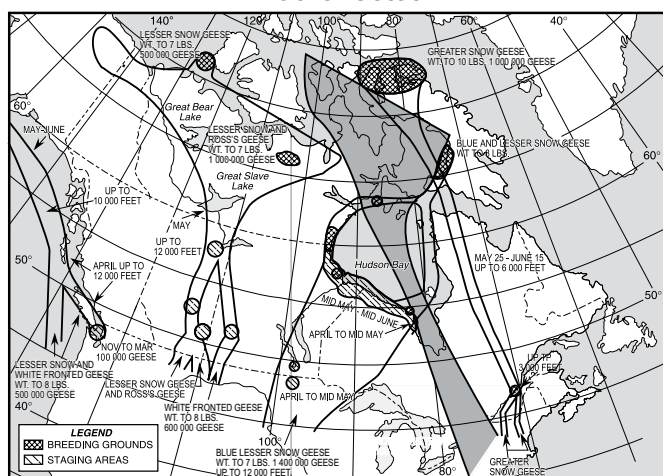 140°
120°
100°
80°
60°
40°
LESSER SNOW GEESE
WT. TO 7 LBS.
500 000 GEESE
GREATER SNOW GEESE
WT. TO 10 LBS. 1 000 000 GEESE
Great Bear
Lake
60°
MAY-JUNE
LESSER SNOW AND
ROSS'S GEESE
WT. TO 7 LBS.
1 000 000 GEESE
BLUE AND LESSER SNOW GEESE
WT TO 8 LBS.
60°
Great Slave
Lake
UP TO
10 000 FEET
MAY
UP TO
12 000 FEET
MAY 25 - JUNE 15
UP TO 6 000 FEET
50°
APRIL UP TO
12 000 FEET
Hudson Bay
50°
MID MAY - MID JUNE
APRIL TO MID MAY
NOV TO MAR
100 000 GEESE
UP TP
3 000 FEET
LESSER SNOW AND
WHITE FRONTED GEESE
WT. TO 8 LBS.
500 000 GEESE
LESSER SNOW GEESE
AND ROSS'S GEESE
APRIL TO MID MAY
WHITE FRONTED GEESE
WT. TO 8 LBS
600 000 GEESE
40°
LEGEND
BREEDING GROUNDS
STAGING AREAS
100°
BLUE LESSER SNOW GEESE
WT. TO 7 LBS. 1 400 000 GEESE
UP TO 12 000 FEET
80°
GREATER
SNOW GEESE